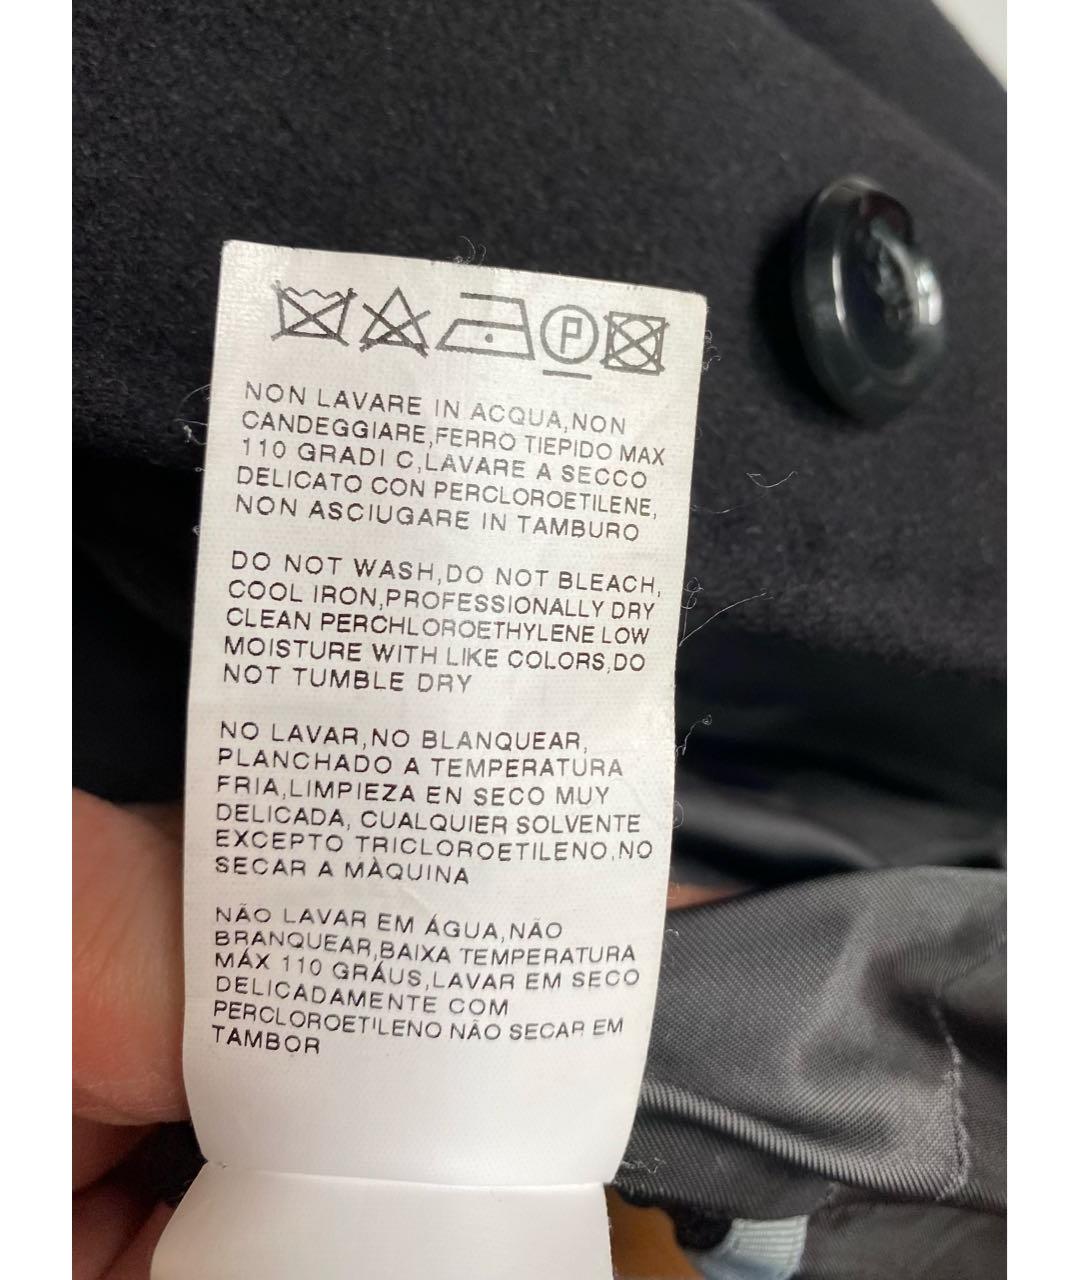 P
NON LAVARE IN ACQUA,NON
CANDEGGIARE,FERRO TIEPIDO MAX
110 GRADI C,LAVARE A SECCO
DELICATO CON PERCLOROETILENE,
NON ASCIUGARE IN TAMBURO
DO NOT WASH,DO NOT BLEACH,
COOL IRON,PROFESSIONALLY DRY
CLEAN PERCHLOROETHYLENE LOW
MOISTURE WITH LIKE COLORS,DO
NOT TUMBLE DRY
NO LAVAR,NO BLANQUEAR,
PLANCHADO A TEMPERATURA
FRIA,LIMPIEZA EN SECO MUY
DELICADA, CUALQUIER SOLVENTE
EXCEPTO TRICLOROETILENO,NO
SECAR A MÀQUINA
NÃO LAVAR EM ÁGUA,NÃO
BRANQUEAR,BAIXA TEMPERATURA
MÁX 110 GRÁUS,LAVAR EM SECO
DELICADAMENTE COM
PERCLOROETILENO NÃO SECAR EM
TAMBOR